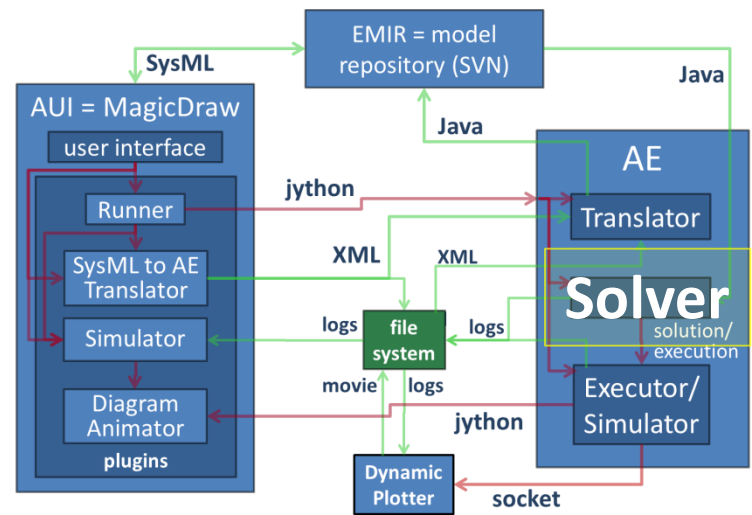 EMIR = model
repository (SVN)
SysML
Java
AUI = MagicDraw
user interface
Java
AE
jython
Runner
Translator
XML
XML
SysML to AE
Translator
Solver
solution/
execution
file
system
logs
logs
Simulator
movie
logs
Executor/
Simulator
Diagram
Animator
jython
plugins
Dynamic
Plotter
socket